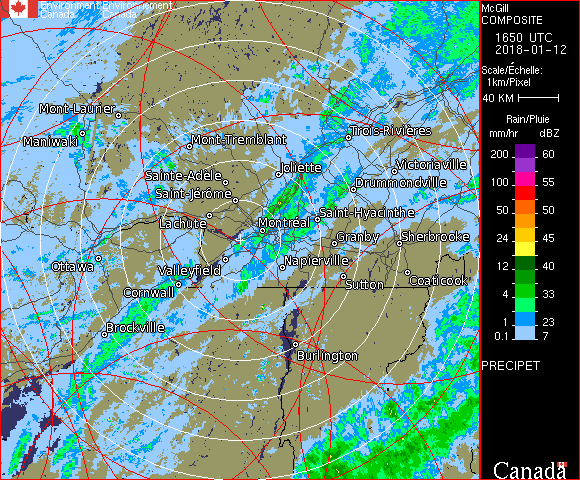 Environment Environnement
Canada Canada
McGill
COMPOSITE
1650 UTC
2018-01-12
Scale/Échelle:
1km/Pixel
40 KM
Rain/Pluie
mm/hr dBZ
200 60
150 57
100 55
50 50
24 45
12 40
4 33
1 23
0.1 7
PRECIPET
Canada
Mont-Laurier
Maniwaki
Mont-Tremblant
Trois-Rivières
Sainte-Adèle
Joliette
Victoriaville
Saint-Jérôme
Drummondville
Lachute
Montréal
Saint-Hyacinthe
Granby
Sherbrooke
Ottawa
Valleyfield
Napierville
Cornwall
Sutton
Coaticook
Brockville
Burlington